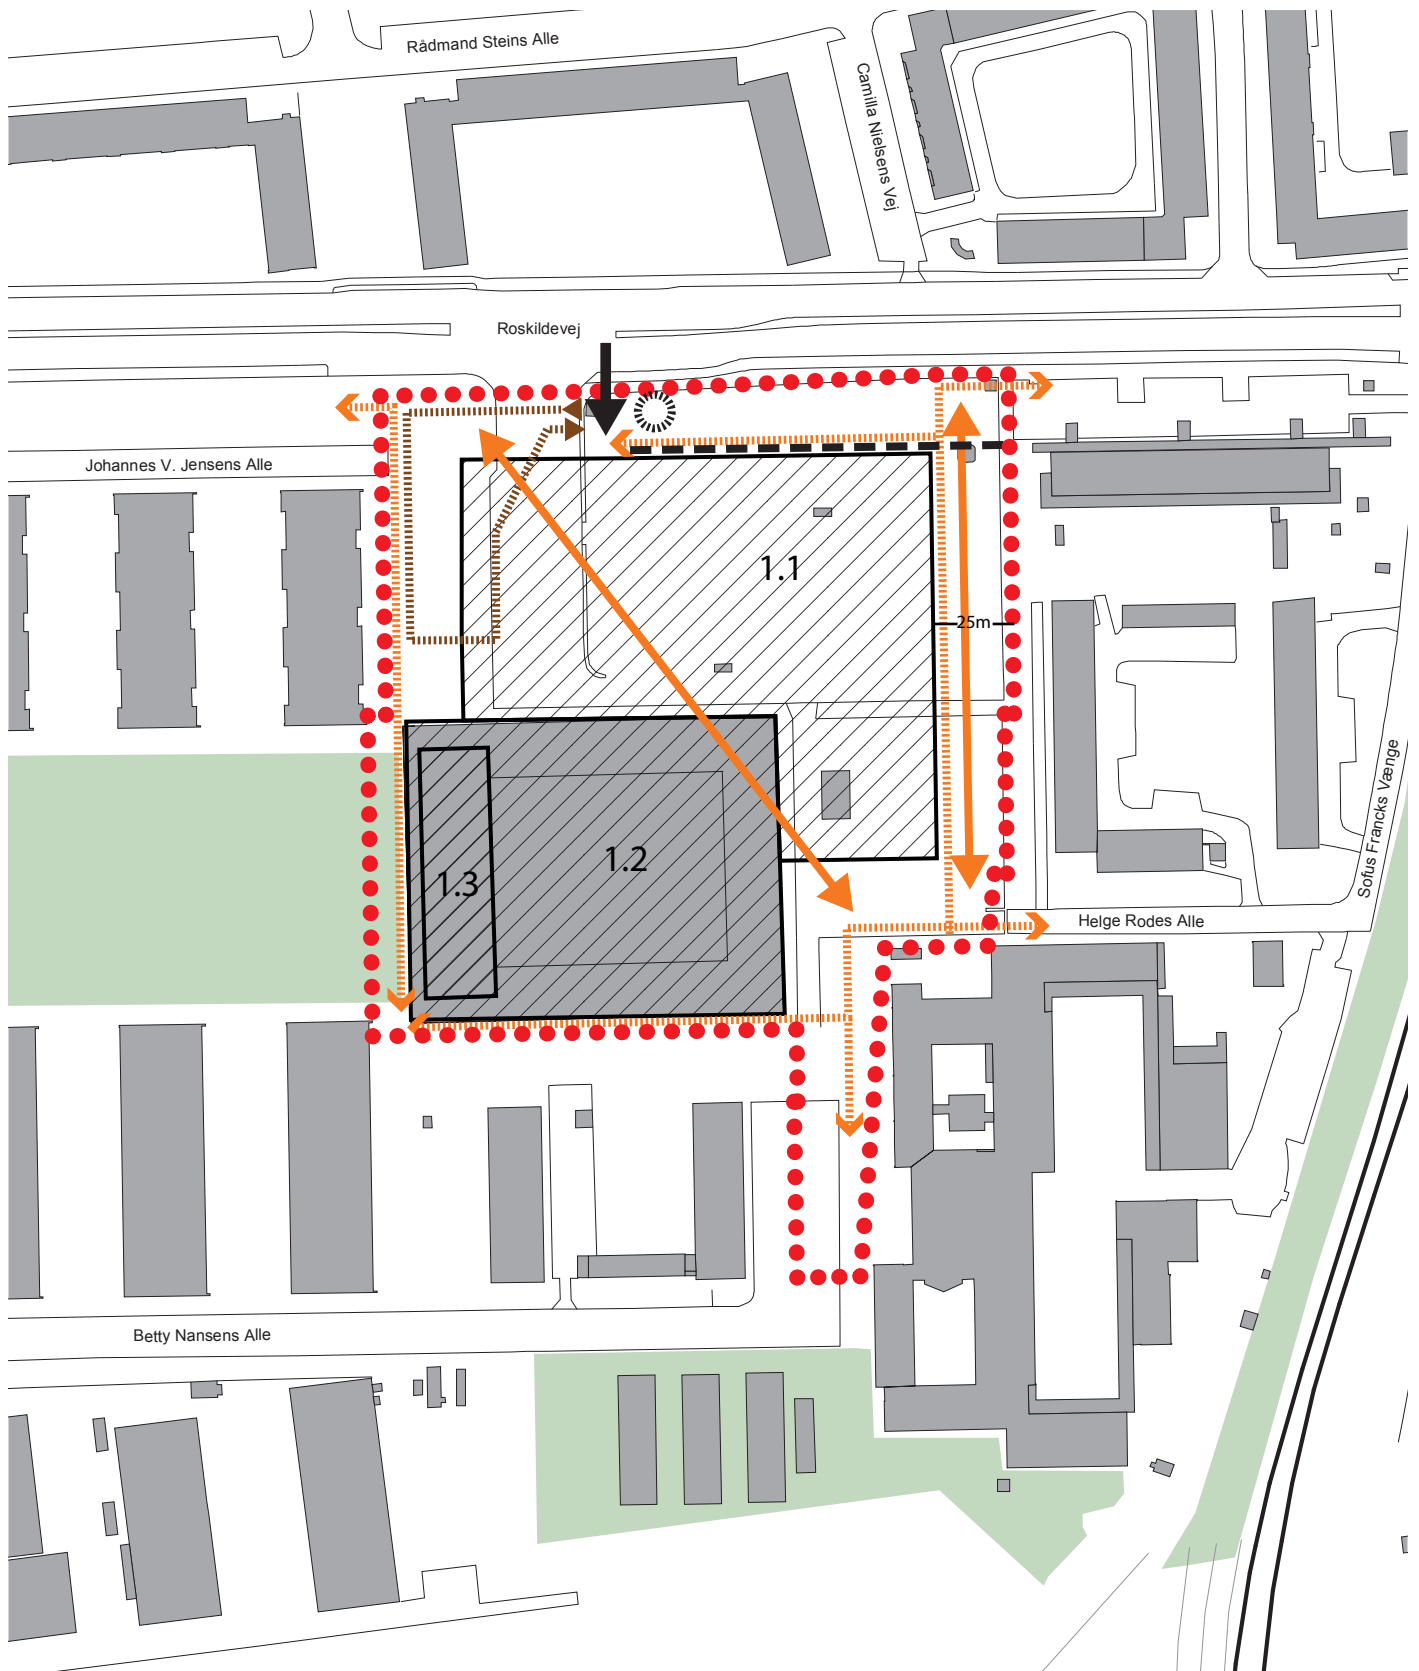 Rådmand Steins Alle
Camilla Nielsens Vej
Roskildevej
Johannes V. Jensens Alle
1.1
25m
Sofus Francks Vænge
1.2
1.3
Helge Rodes Alle
Betty Nansens Alle